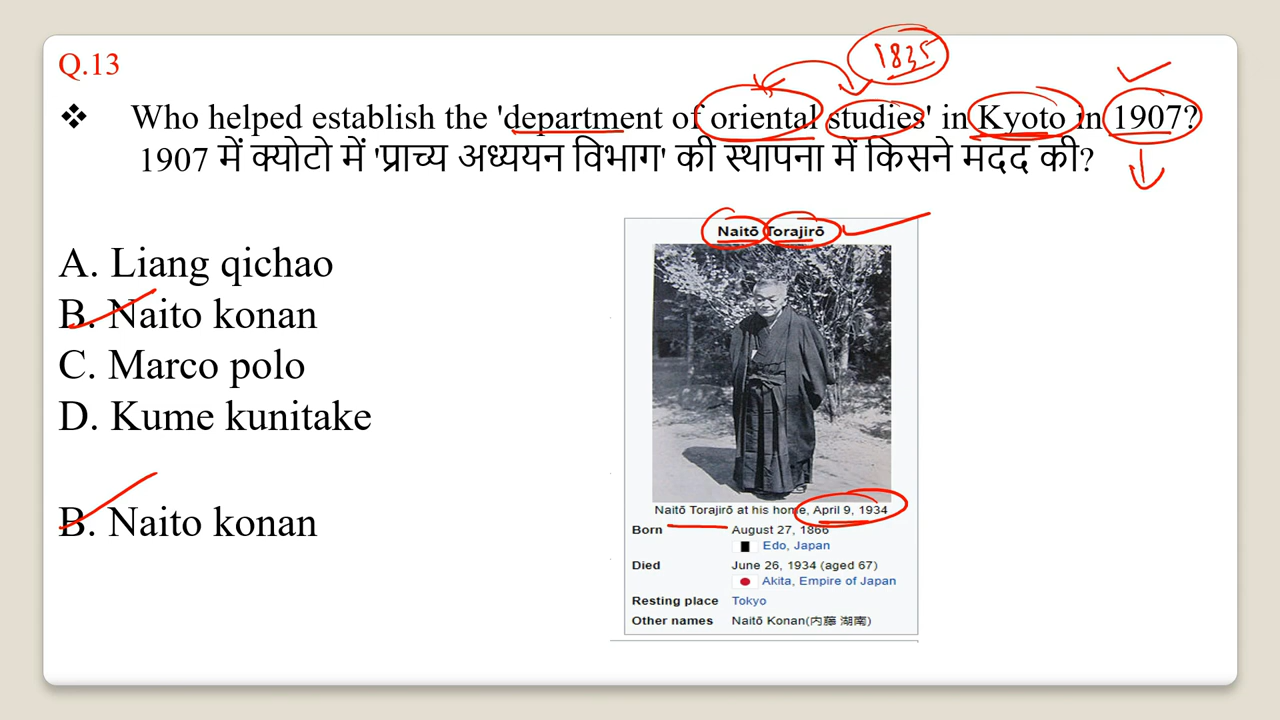 Q.13
1835
❖ Who helped establish the 'department of oriental studies' in Kyoto in 1907?
1907 में क्योटो में 'प्राच्य अध्ययन विभाग' की स्थापना में किसने मदद की?
A. Liang qichao
B. Naito konan
C. Marco polo
D. Kume kunitake
B. Naito konan
Naitō Torajirō
Naitō Torajirō at his home, April 9, 1934
Born August 27, 1866
Edo, Japan
Died June 26, 1934 (aged 67)
Akita, Empire of Japan
Resting place Tokyo
Other names Naitō Konan(内藤 湖南)